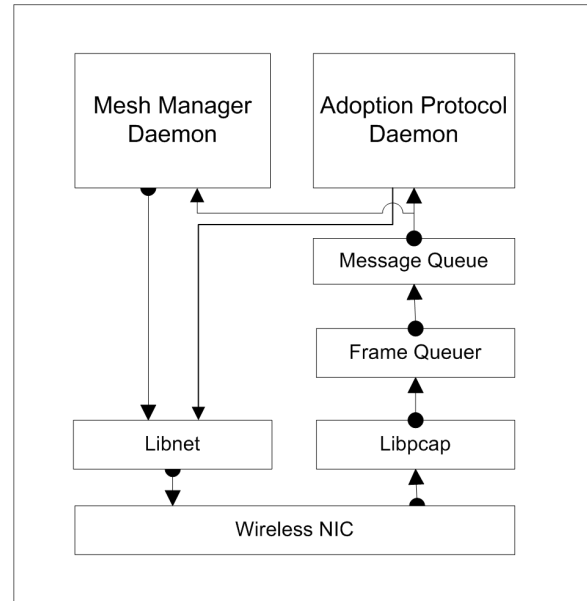 Mesh Manager
Daemon
Adoption Protocol
Daemon
Message Queue
Frame Queuer
Libnet
Libpcap
Wireless NIC